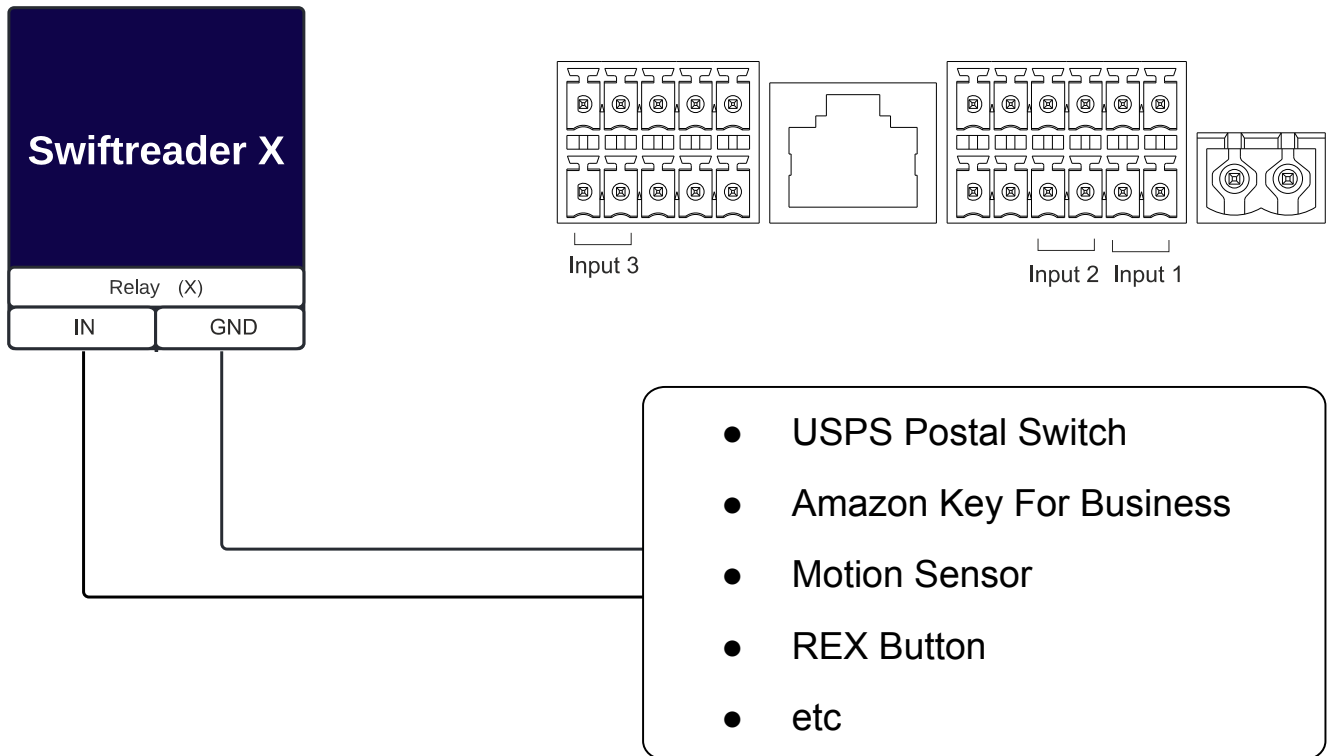 Swiftreader X
Relay (X)
IN GND
Input 3
Input 2 Input 1
● USPS Postal Switch
● Amazon Key For Business
● Motion Sensor
● REX Button
● etc